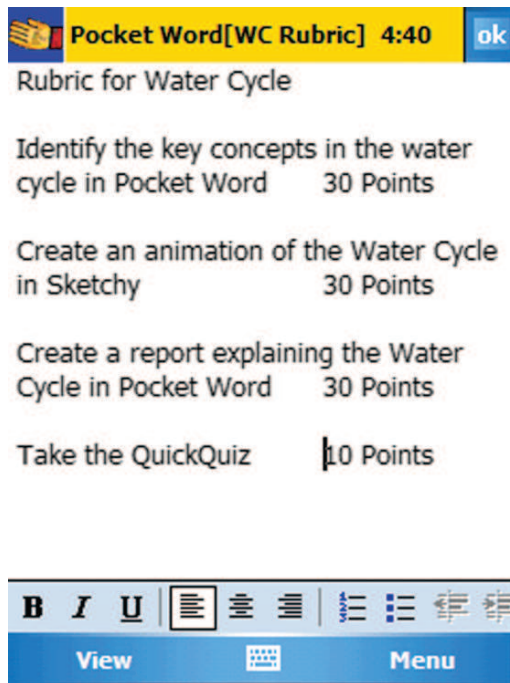 Pocket Word[WC Rubric] 4:40 ok
Rubric for Water Cycle
Identify the key concepts in the water
cycle in Pocket Word 30 Points
Create an animation of the Water Cycle
in Sketchy 30 Points
Create a report explaining the Water
Cycle in Pocket Word 30 Points
Take the QuickQuiz 10 Points
B I U
View Menu